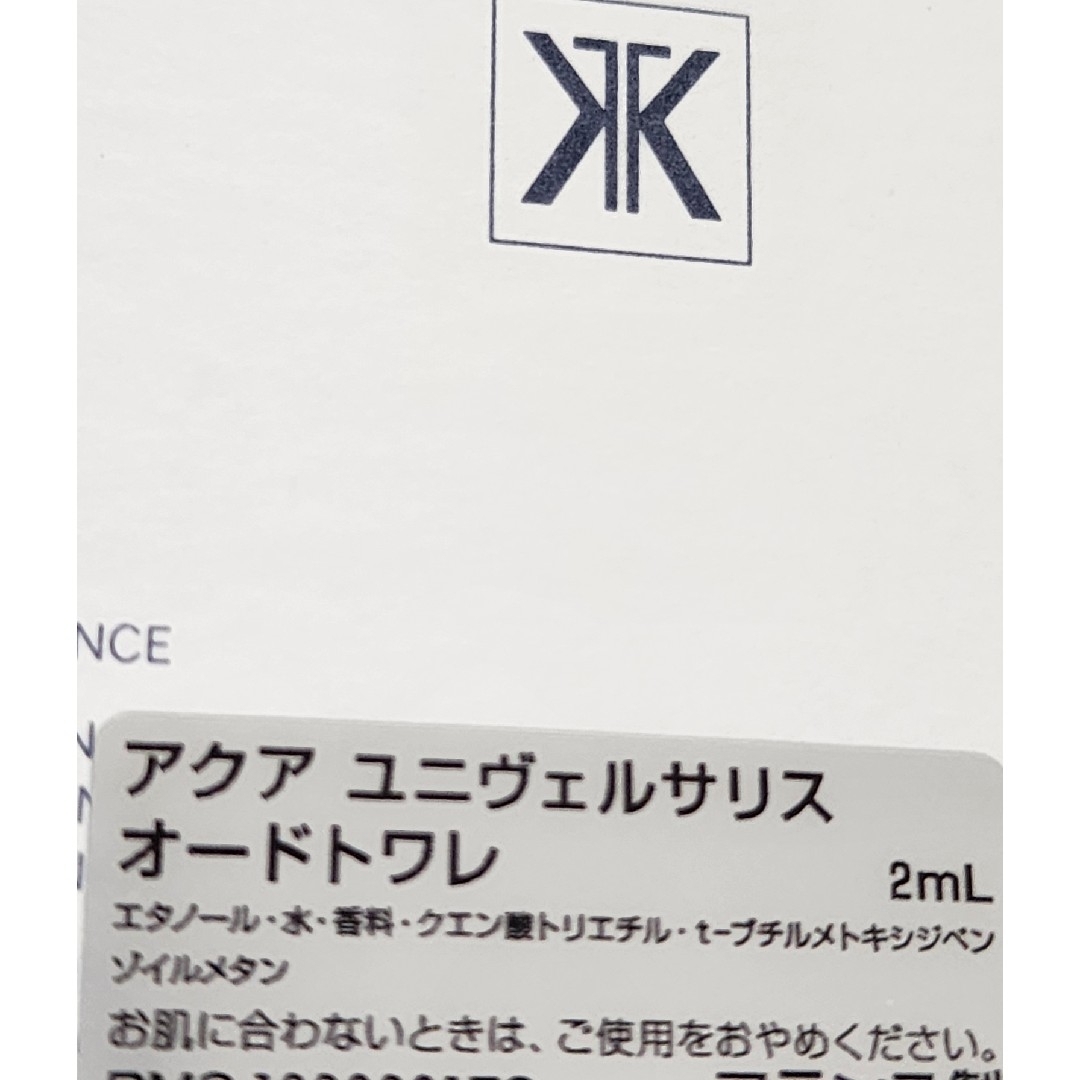 NCE
アクア ユニヴェルサリス
オードトワレ
2mL
エタノール・水・香料・クエン酸トリエチル・t-ブチルメトキシジベン
ゾイルメタン
お肌に合わないときは、ご使用をおやめください。